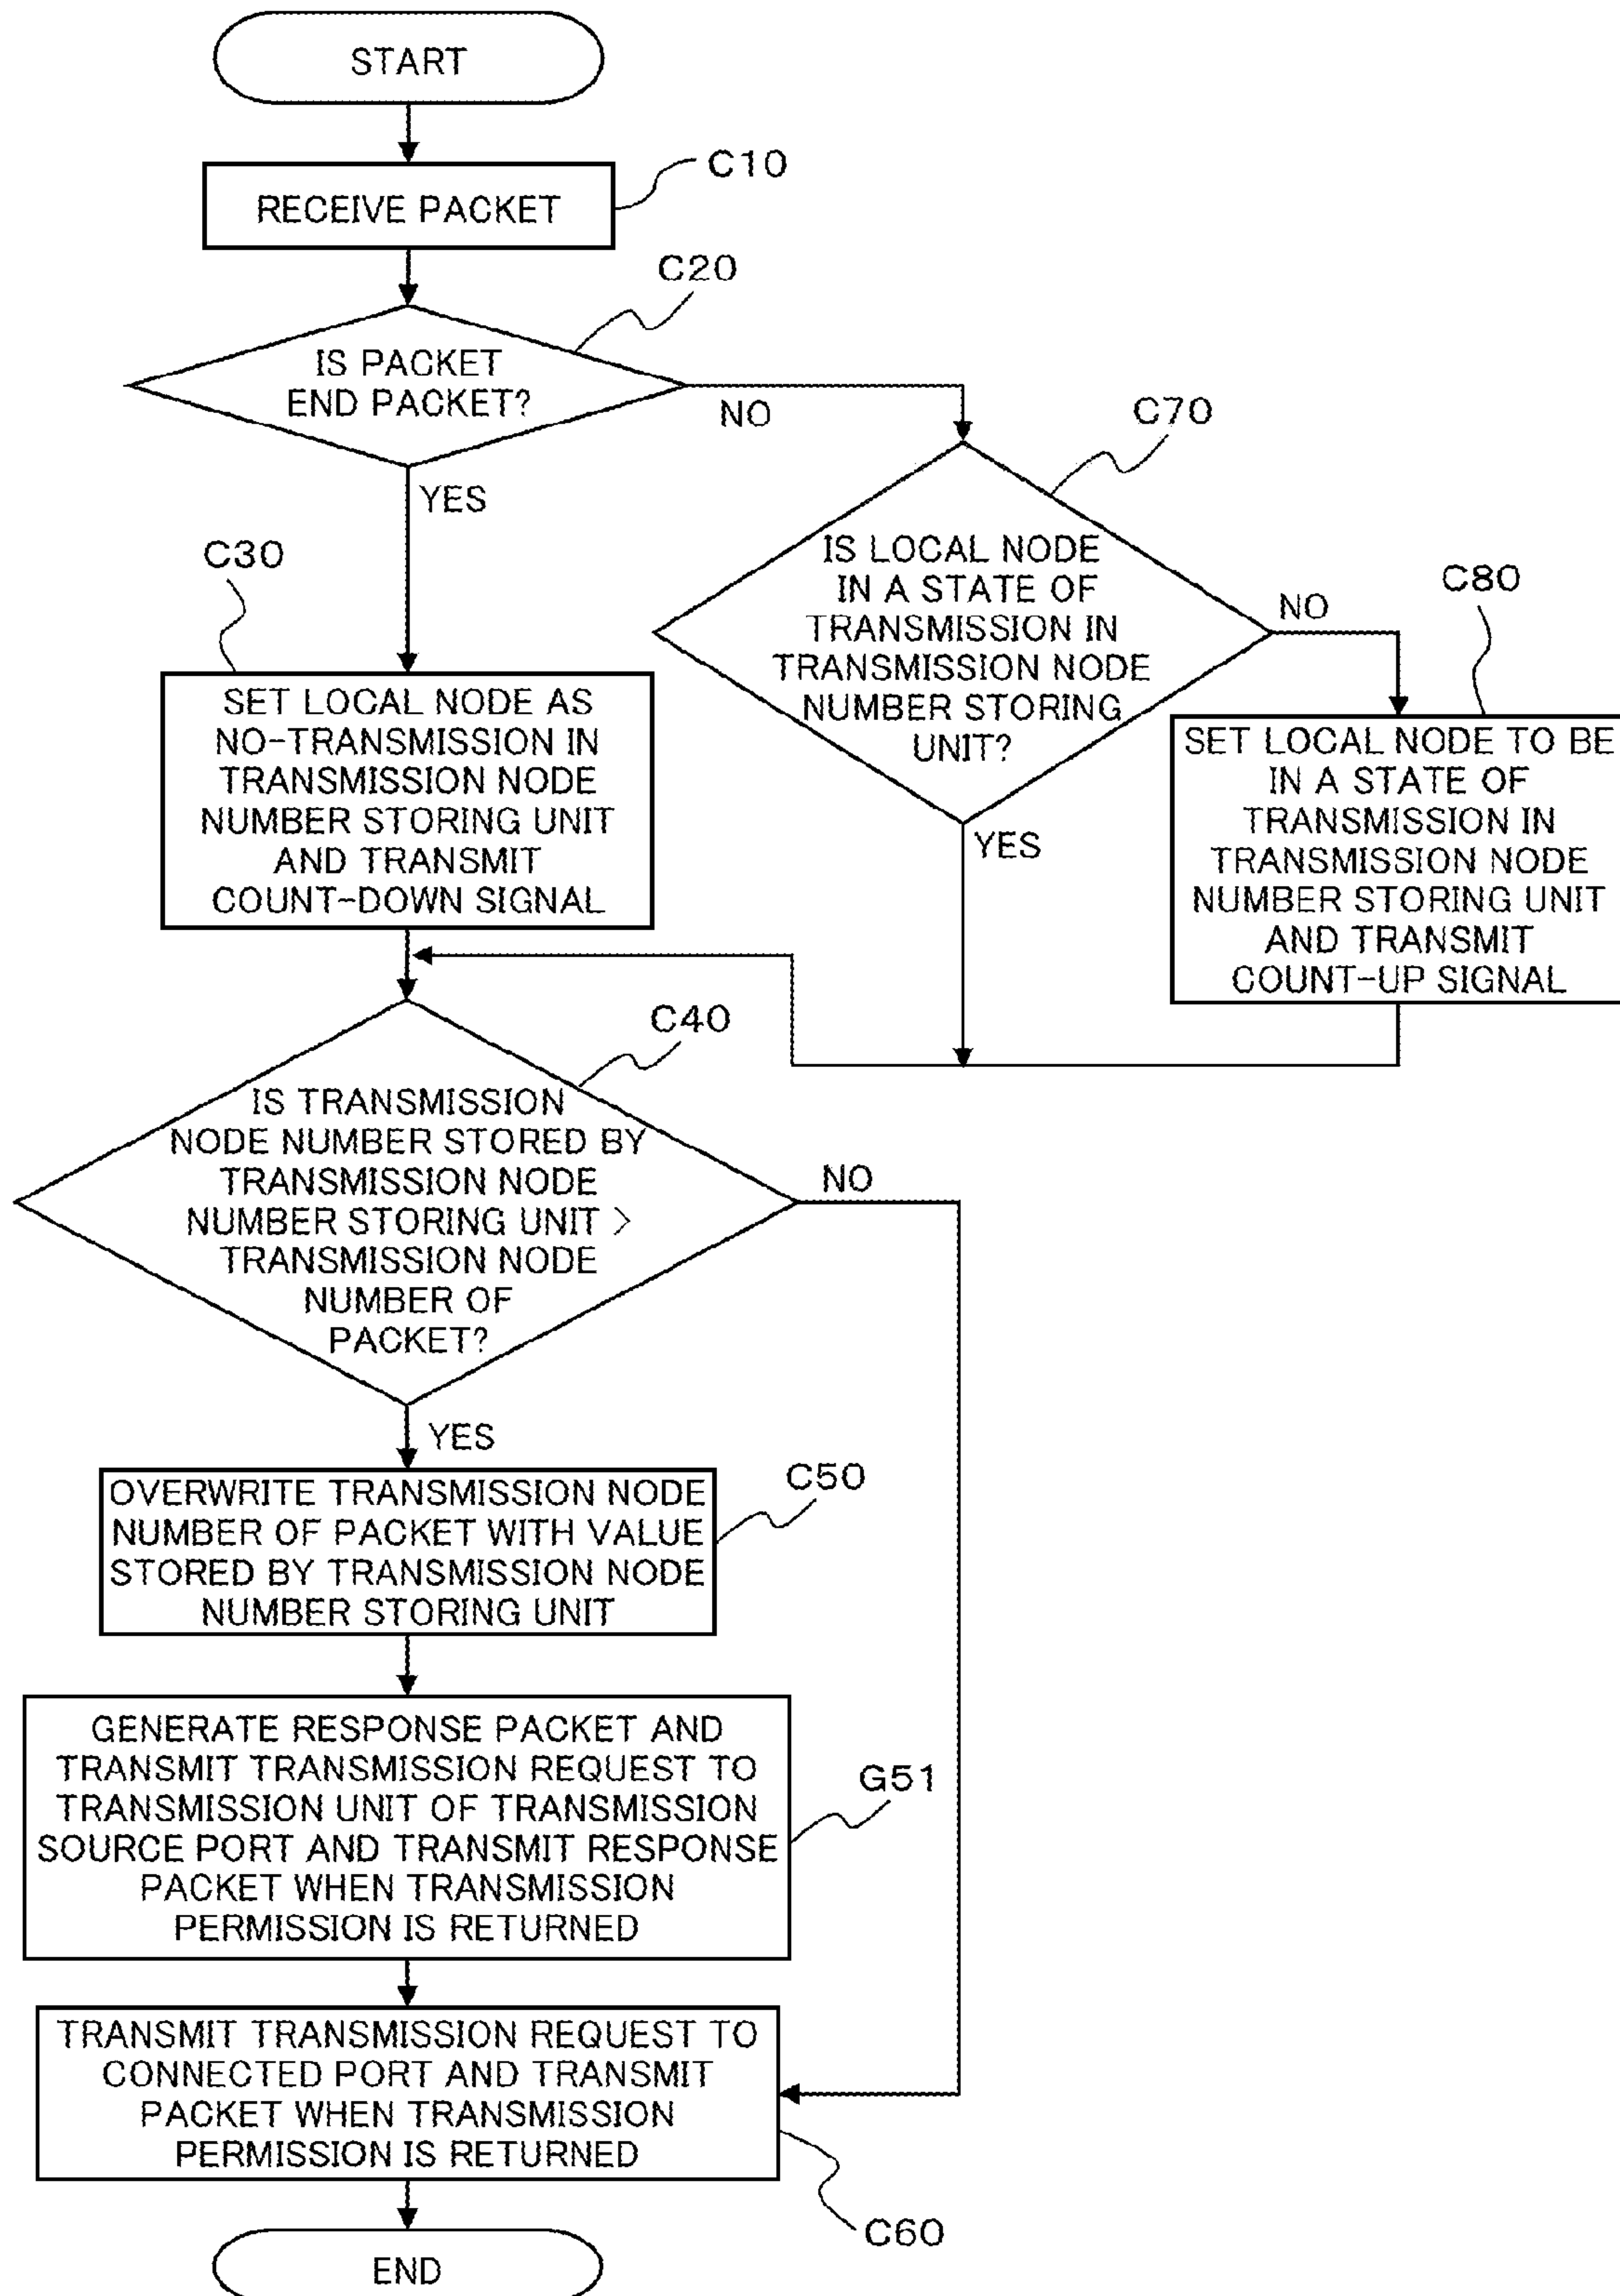 START
C10
RECEIVE PACKET
C20
IS PACKET
END PACKET?
NO
YES
C70
IS LOCAL NODE
IN A STATE OF
TRANSMISSION IN
TRANSMISSION NODE
NUMBER STORING
UNIT?
NO
YES
C80
SET LOCAL NODE TO BE
IN A STATE OF
TRANSMISSION IN
TRANSMISSION NODE
NUMBER STORING UNIT
AND TRANSMIT
COUNT-UP SIGNAL
C30
SET LOCAL NODE AS
NO-TRANSMISSION IN
TRANSMISSION NODE
NUMBER STORING UNIT
AND TRANSMIT
COUNT-DOWN SIGNAL
C40
IS TRANSMISSION
NODE NUMBER STORED BY
TRANSMISSION NODE
NUMBER STORING UNIT >
TRANSMISSION NODE
NUMBER OF
PACKET?
NO
YES
C50
OVERWRITE TRANSMISSION NODE
NUMBER OF PACKET WITH VALUE
STORED BY TRANSMISSION NODE
NUMBER STORING UNIT
G51
GENERATE RESPONSE PACKET AND
TRANSMIT TRANSMISSION REQUEST TO
TRANSMISSION UNIT OF TRANSMISSION
SOURCE PORT AND TRANSMIT RESPONSE
PACKET WHEN TRANSMISSION
PERMISSION IS RETURNED
TRANSMIT TRANSMISSION REQUEST TO
CONNECTED PORT AND TRANSMIT
PACKET WHEN TRANSMISSION
PERMISSION IS RETURNED
C60
END